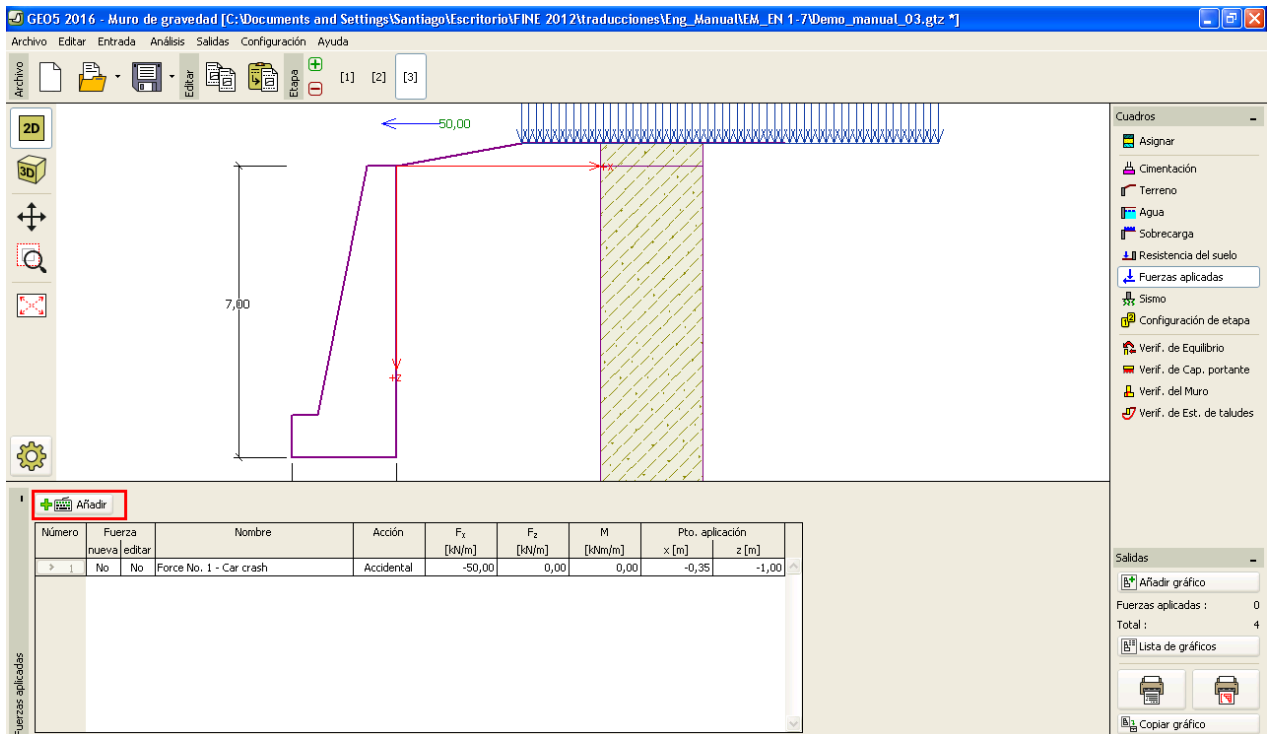 GEO5 2016 - Muro de gravedad [C:\Documents and Settings\Santiago\Escritorio\FINE 2012\traducciones\Eng_Manual\EM_EN 1-7\Demo_manual_03.gtz *]
Archivo Editar Entrada Análisis Salidas Configuración Ayuda
Archivo
Editar
Etapa
[1] [2] [3]
2D
3D
50,00
+x
7,00
+z
Cuadros
Asignar
Cimentación
Terreno
Agua
Sobrecarga
Resistencia del suelo
Fuerzas aplicadas
Sismo
Configuración de etapa
Verif. de Equilibrio
Verif. de Cap. portante
Verif. del Muro
Verif. de Est. de taludes
Añadir
Número Fuerza Nombre Acción Fx Fz M Pto. aplicación
nueva editar [kN/m] [kN/m] [kNm/m] x [m] z [m]
> 1 No No Force No. 1 - Car crash Accidental -50,00 0,00 0,00 -0,35 -1,00
Fuerzas aplicadas
Salidas
Añadir gráfico
Fuerzas aplicadas : 0
Total : 4
Lista de gráficos
Copiar gráfico